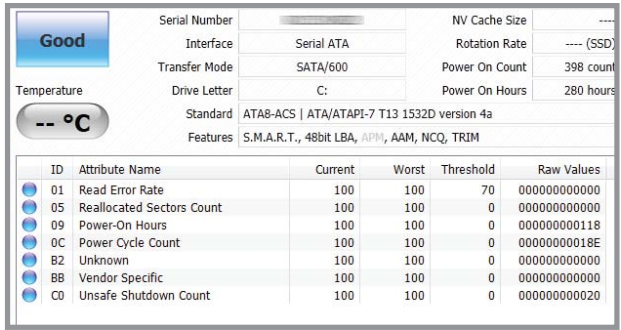 Good
Serial Number
NV Cache Size ----
Interface Serial ATA
Rotation Rate ---- (SSD)
Transfer Mode SATA/600
Power On Count 398 count
Temperature
-- °C
Drive Letter C:
Power On Hours 280 hours
Standard ATA8-ACS | ATA/ATAPI-7 T13 1532D version 4a
Features S.M.A.R.T., 48bit LBA, APM, AAM, NCQ, TRIM
ID Attribute Name Current Worst Threshold Raw Values
01 Read Error Rate 100 100 70 000000000000
05 Reallocated Sectors Count 100 100 0 000000000000
09 Power-On Hours 100 100 0 000000000118
0C Power Cycle Count 100 100 0 00000000018E
B2 Unknown 100 100 0 000000000000
BB Vendor Specific 100 100 0 000000000000
C0 Unsafe Shutdown Count 100 100 0 000000000020